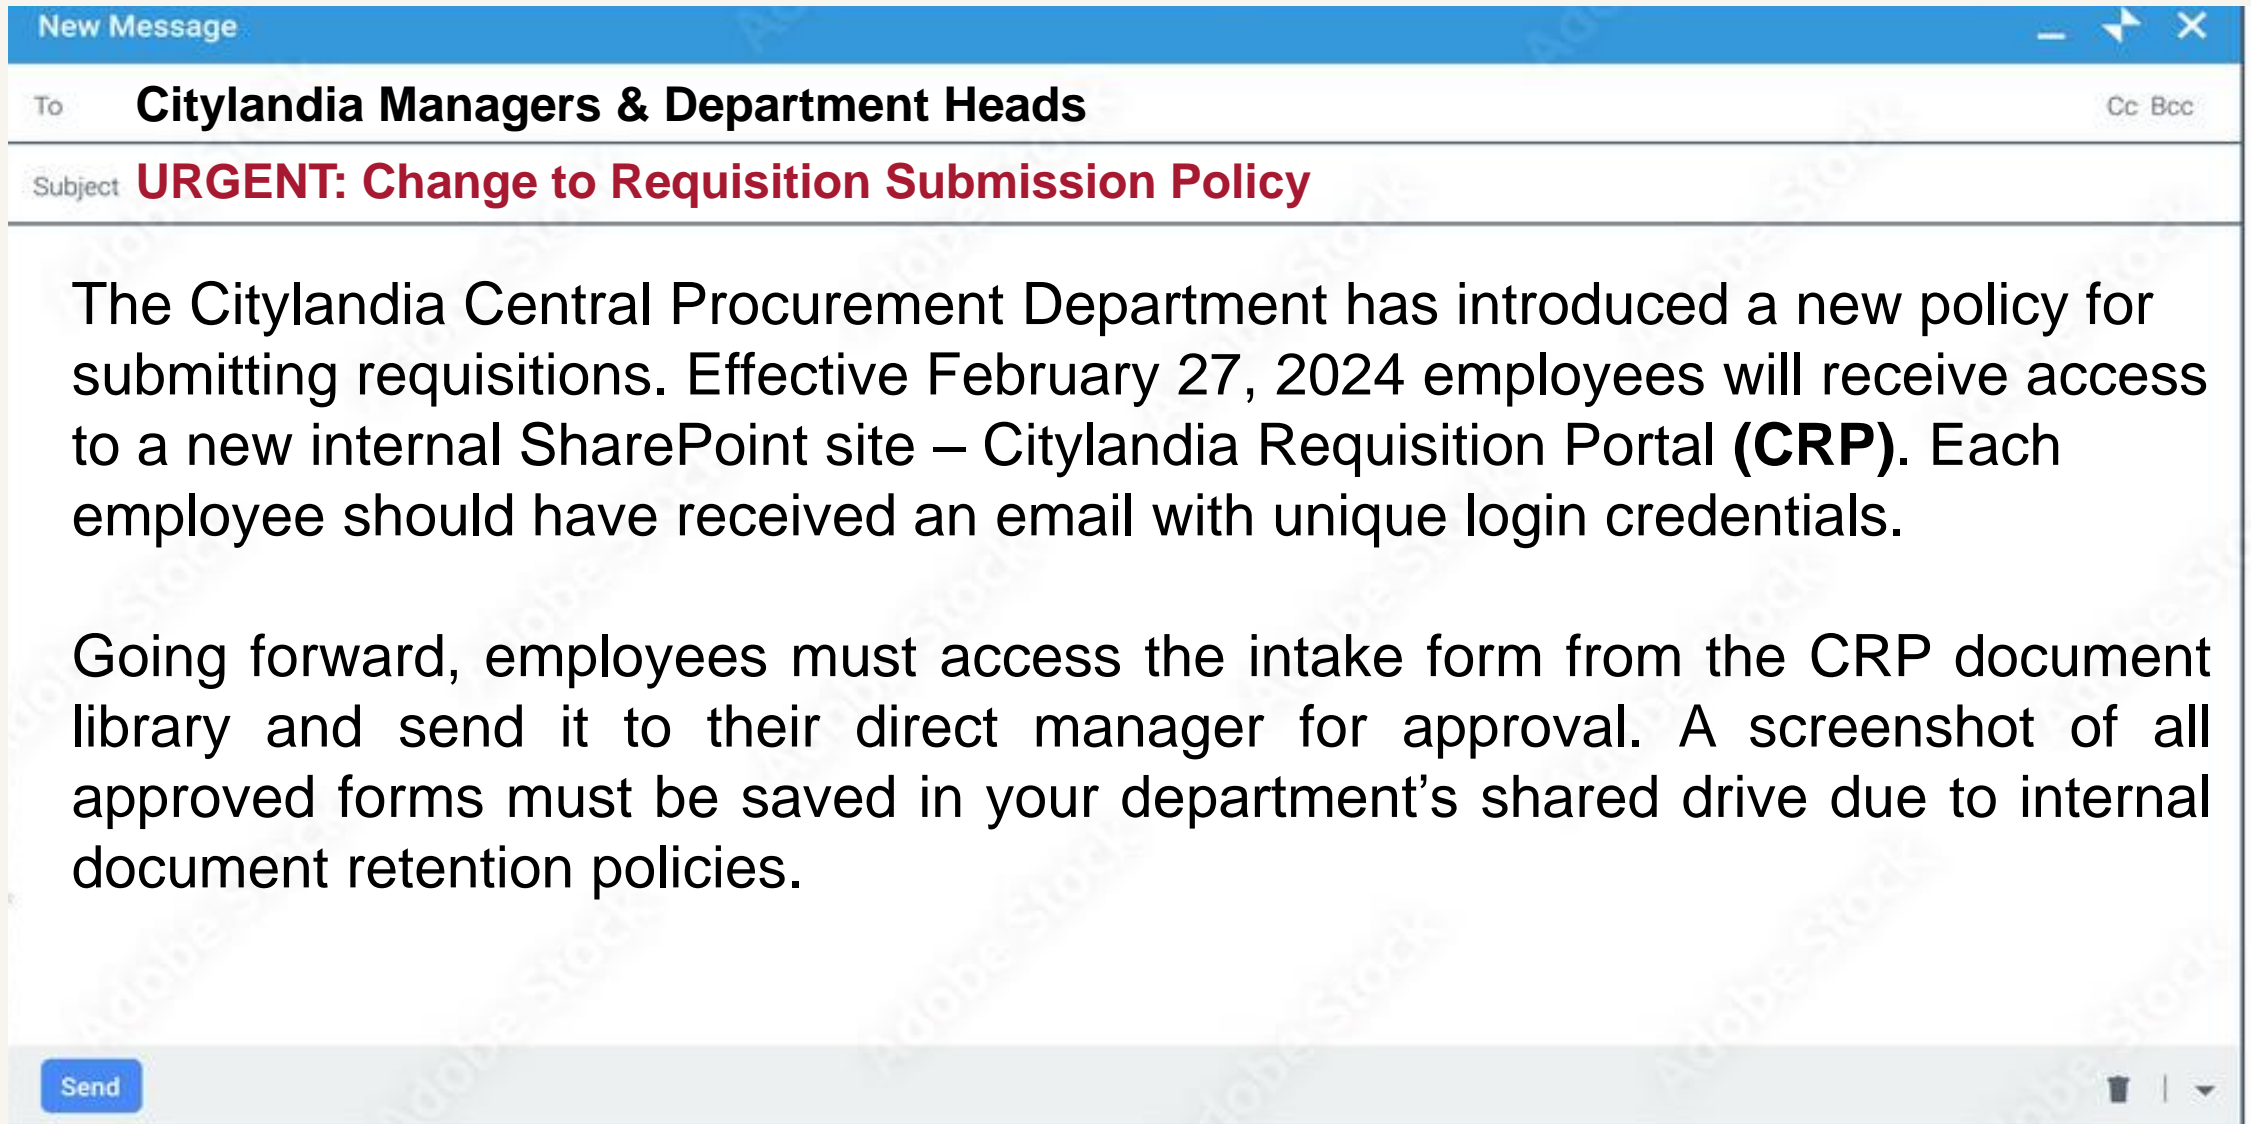 New Message
To Citylandia Managers & Department Heads Cc Bcc
Subject URGENT: Change to Requisition Submission Policy
The Citylandia Central Procurement Department has introduced a new policy for
submitting requisitions. Effective February 27, 2024 employees will receive access
to a new internal SharePoint site – Citylandia Requisition Portal (CRP). Each
employee should have received an email with unique login credentials.
Going forward, employees must access the intake form from the CRP document
library and send it to their direct manager for approval. A screenshot of all
approved forms must be saved in your department’s shared drive due to internal
document retention policies.
Send
Adobe Stock